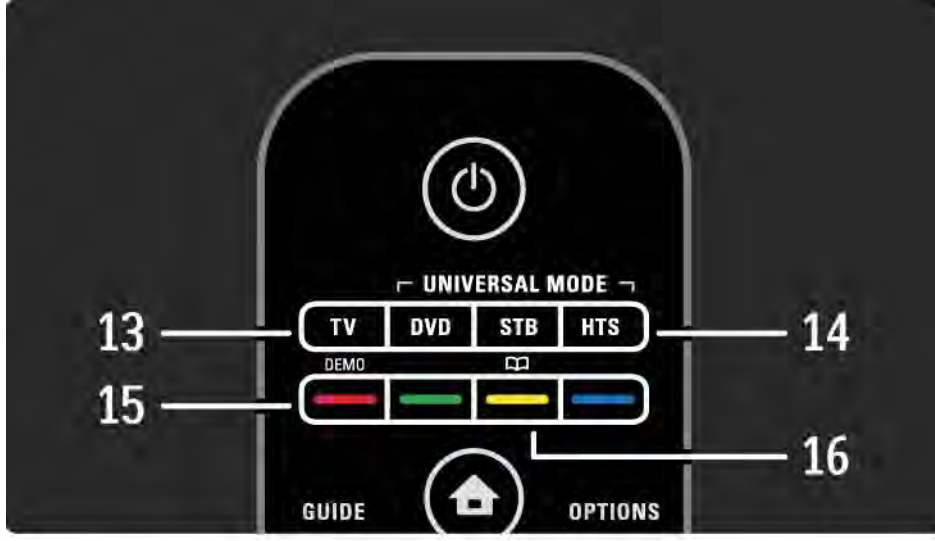 UNIVERSAL MODE
13 TV DVD STB HTS 14
DEMO
15
16
GUIDE OPTIONS